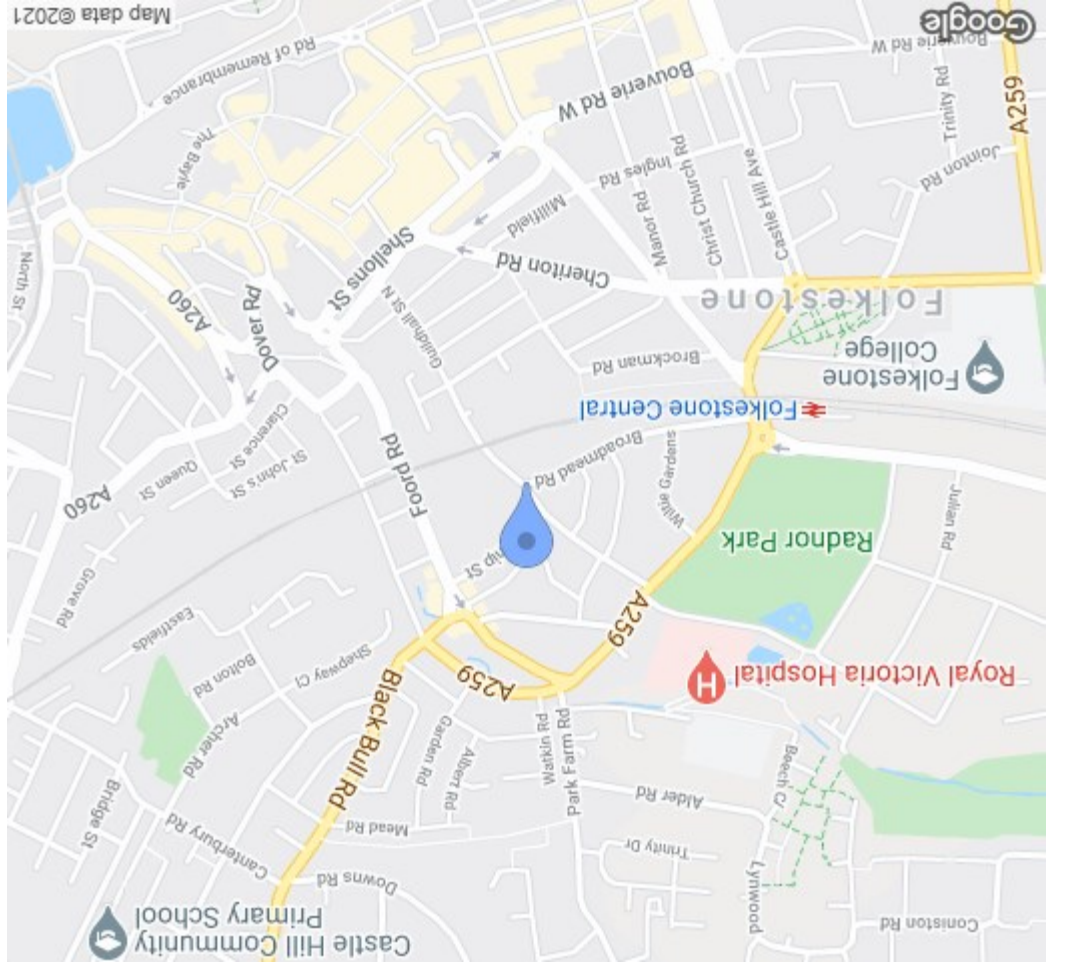 Castle Hill Community
Primary School
Coniston Rd
Downs Rd
Lynwood
Trinity Dr
Canterbury Rd
Mead Rd
Bridge St
Alder Rd
Beech Cl
Albert Rd
Garden Rd
Watkin Rd
Park Farm Rd
Black Bull Rd
Archer Rd
Royal Victoria Hospital
H
A259
Bolton Rd
Shepway Cl
Eastfields
A259
Grove Rd
Radnor Park
Ship St
Julian Rd
A260
Foord Rd
Wiltie Gardens
Broadmead Rd
Queen St
St John's St
Clarence St
Folkestone Central
Folkestone
College
Brockman Rd
Dover Rd
Guildhall St N
A260
Folkestone
Shellons St
Cheriton Rd
North St
Manor Rd
Christ Church Rd
Castle Hill Ave
Millfield
Ingles Rd
Jointon Rd
The Bayle
Trinity Rd
A259
Bouverie Rd W
Rd of Remembrance
Bouverie Rd W
Google
Map data ©2021